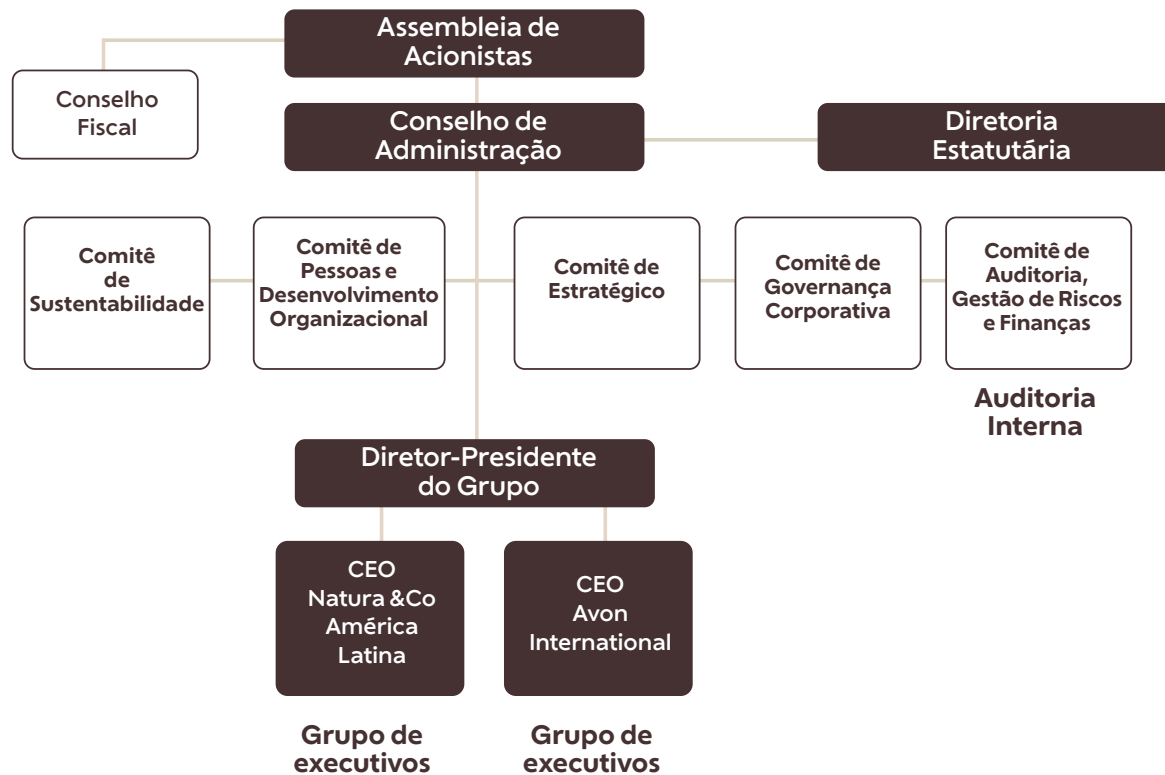 Assembleia de
Acionistas
Conselho
Fiscal
Conselho de
Administração
Diretoria
Estatutária
Comitê
de
Sustentabilidade
Comitê de
Pessoas e
Desenvolvimento
Organizacional
Comitê de
Estratégico
Comitê de
Governança
Corporativa
Comitê de
Auditoria,
Gestão de Riscos
e Finanças
Auditoria
Interna
Diretor-Presidente
do Grupo
CEO
Natura &Co
América
Latina
CEO
Avon
International
Grupo de
executivos
Grupo de
executivos